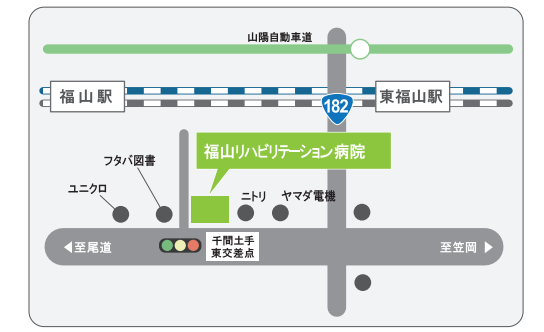 山陽自動車道
福山駅
東福山駅
182
福山リハビリテーション病院
フタバ図書
ユニクロ
ニトリ
ヤマダ電機
千間土手
東交差点
至尾道
至笠岡